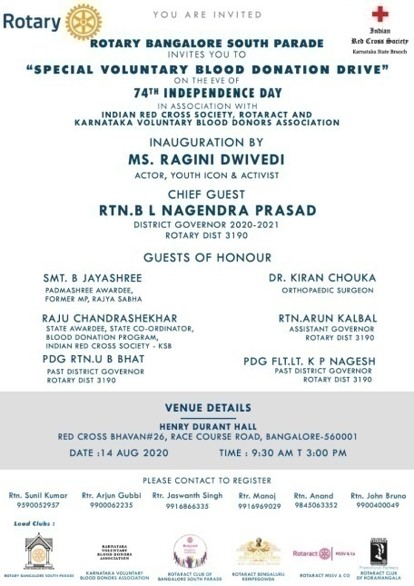 Rotary
YOU ARE INVITED
Indian
Red Cross Society
Karnataka State Branch
ROTARY BANGALORE SOUTH PARADE
INVITES YOU TO
"SPECIAL VOLUNTARY BLOOD DONATION DRIVE"
ON THE EVE OF
74TH INDEPENDENCE DAY
IN ASSOCIATION WITH
INDIAN RED CROSS SOCIETY, ROTARACT AND
KARNATAKA VOLUNTARY BLOOD DONORS ASSOCIATION
INAUGURATION BY
MS. RAGINI DWIVEDI
ACTOR, YOUTH ICON & ACTIVIST
CHIEF GUEST
RTN.B L NAGENDRA PRASAD
DISTRICT GOVERNOR 2020-2021
ROTARY DIST 3190
GUESTS OF HONOUR
SMT. B JAYASHREE
PADMASHREE AWARDEE,
FORMER MP, RAJYA SABHA
DR. KIRAN CHOUKA
ORTHOPAEDIC SURGEON
RAJU CHANDRASHEKHAR
STATE AWARDEE, STATE CO-ORDINATOR,
BLOOD DONATION PROGRAM,
INDIAN RED CROSS SOCIETY - KSB
RTN.ARUN KALBAL
ASSISTANT GOVERNOR
ROTARY DIST 3190
PDG RTN.U B BHAT
PAST DISTRICT GOVERNOR
ROTARY DIST 3190
PDG FLT.LT. K P NAGESH
PAST DISTRICT GOVERNOR
ROTARY DIST 3190
VENUE DETAILS
HENRY DURANT HALL
RED CROSS BHAVAN#26, RACE COURSE ROAD, BANGALORE-560001
DATE :14 AUG 2020 TIME : 9:30 AM T 3:00 PM
PLEASE CONTACT TO REGISTER
Rtn. Sunil Kumar Rtr. Arjun Gubbi Rtr. Jaswanth Singh Rtr. Manoj Rtn. Anand Rtn. John Bruno
9590052957 9900062235 9916866335 9916969029 9845063352 9900400049
Lead Clubs :
ROTARY BANGALORE SOUTH PARADE
KARNATAKA
VOLUNTARY
BLOOD DONORS
ASSOCIATION
KARNATAKA VOLUNTARY
BLOOD DONORS ASSOCIATION
ROTARACT CLUB OF
BANGALORE SOUTH PARADE
ROTARACT BENGALURU
KEMPEGOWDA
Rotaract
ROTARACT
ROTARACT CLUB
OF KORAMANGALA